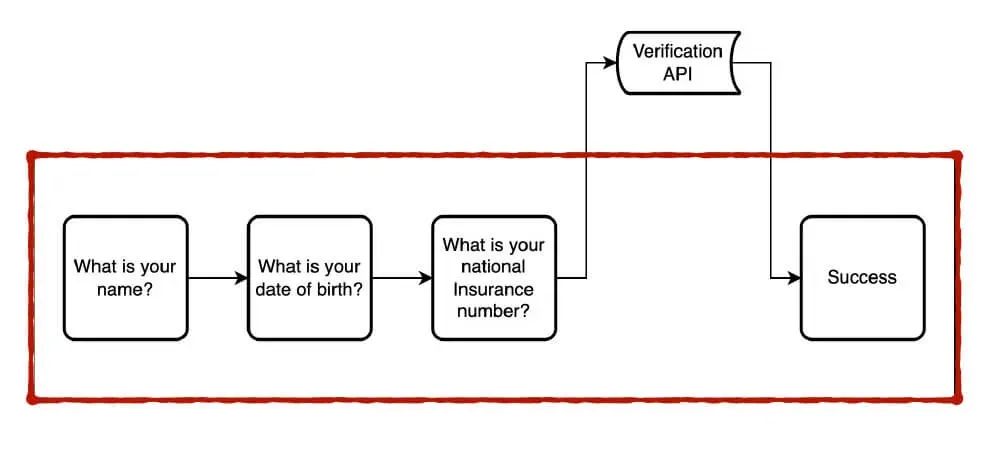 Verification
API
What is your
name?
What is your
date of birth?
What is your
national
Insurance
number?
Success